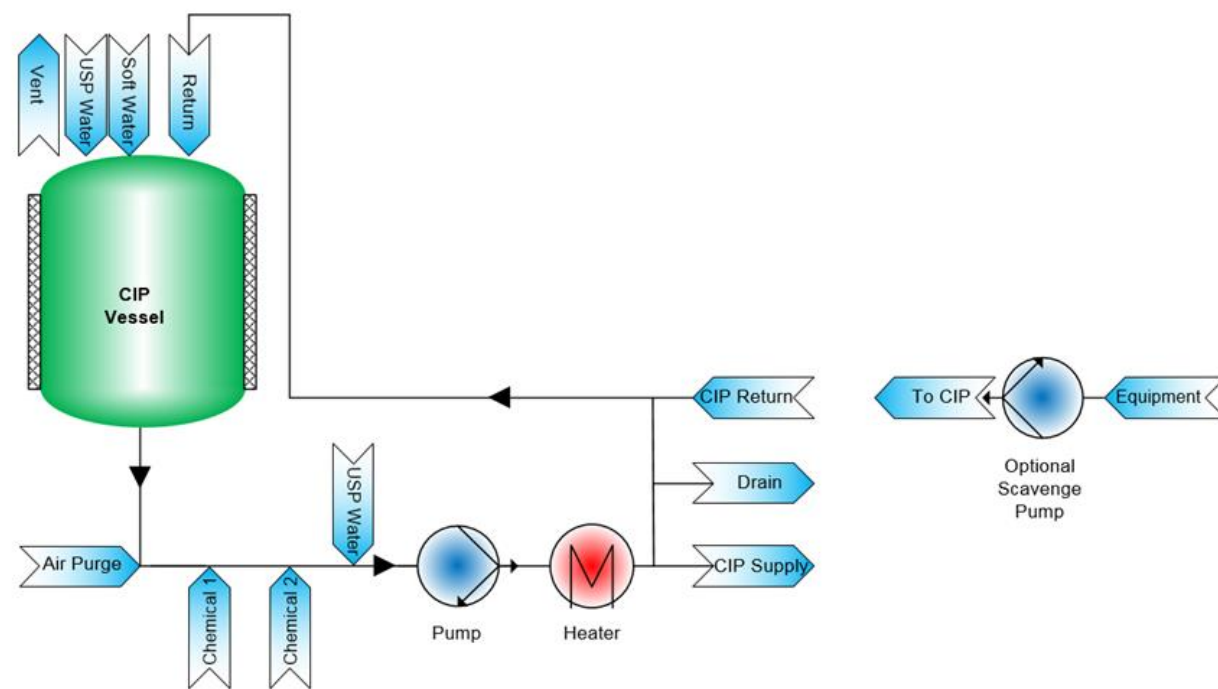 Vent
USP Water
Soft Water
Return
CIP
Vessel
CIP Return
To CIP
Equipment
Optional
Scavenge
Pump
Drain
USP Water
Air Purge
CIP Supply
Chemical 1
Chemical 2
Pump
Heater